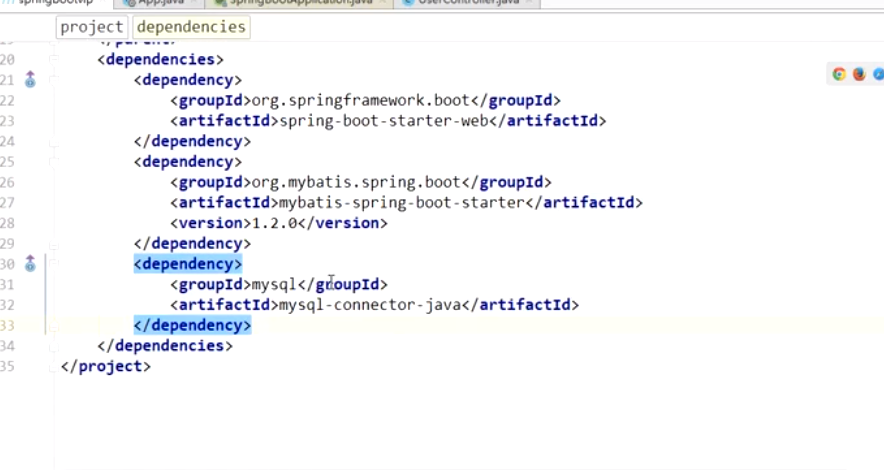 springbootvip App.java SpringBootApplication.java UserController.java
project dependencies
19 </parent>
20 <dependencies>
21 <dependency>
22 <groupId>org.springframework.boot</groupId>
23 <artifactId>spring-boot-starter-web</artifactId>
24 </dependency>
25 <dependency>
26 <groupId>org.mybatis.spring.boot</groupId>
27 <artifactId>mybatis-spring-boot-starter</artifactId>
28 <version>1.2.0</version>
29 </dependency>
30 <dependency>
31 <groupId>mysql</groupId>
32 <artifactId>mysql-connector-java</artifactId>
33 </dependency>
34 </dependencies>
35 </project>